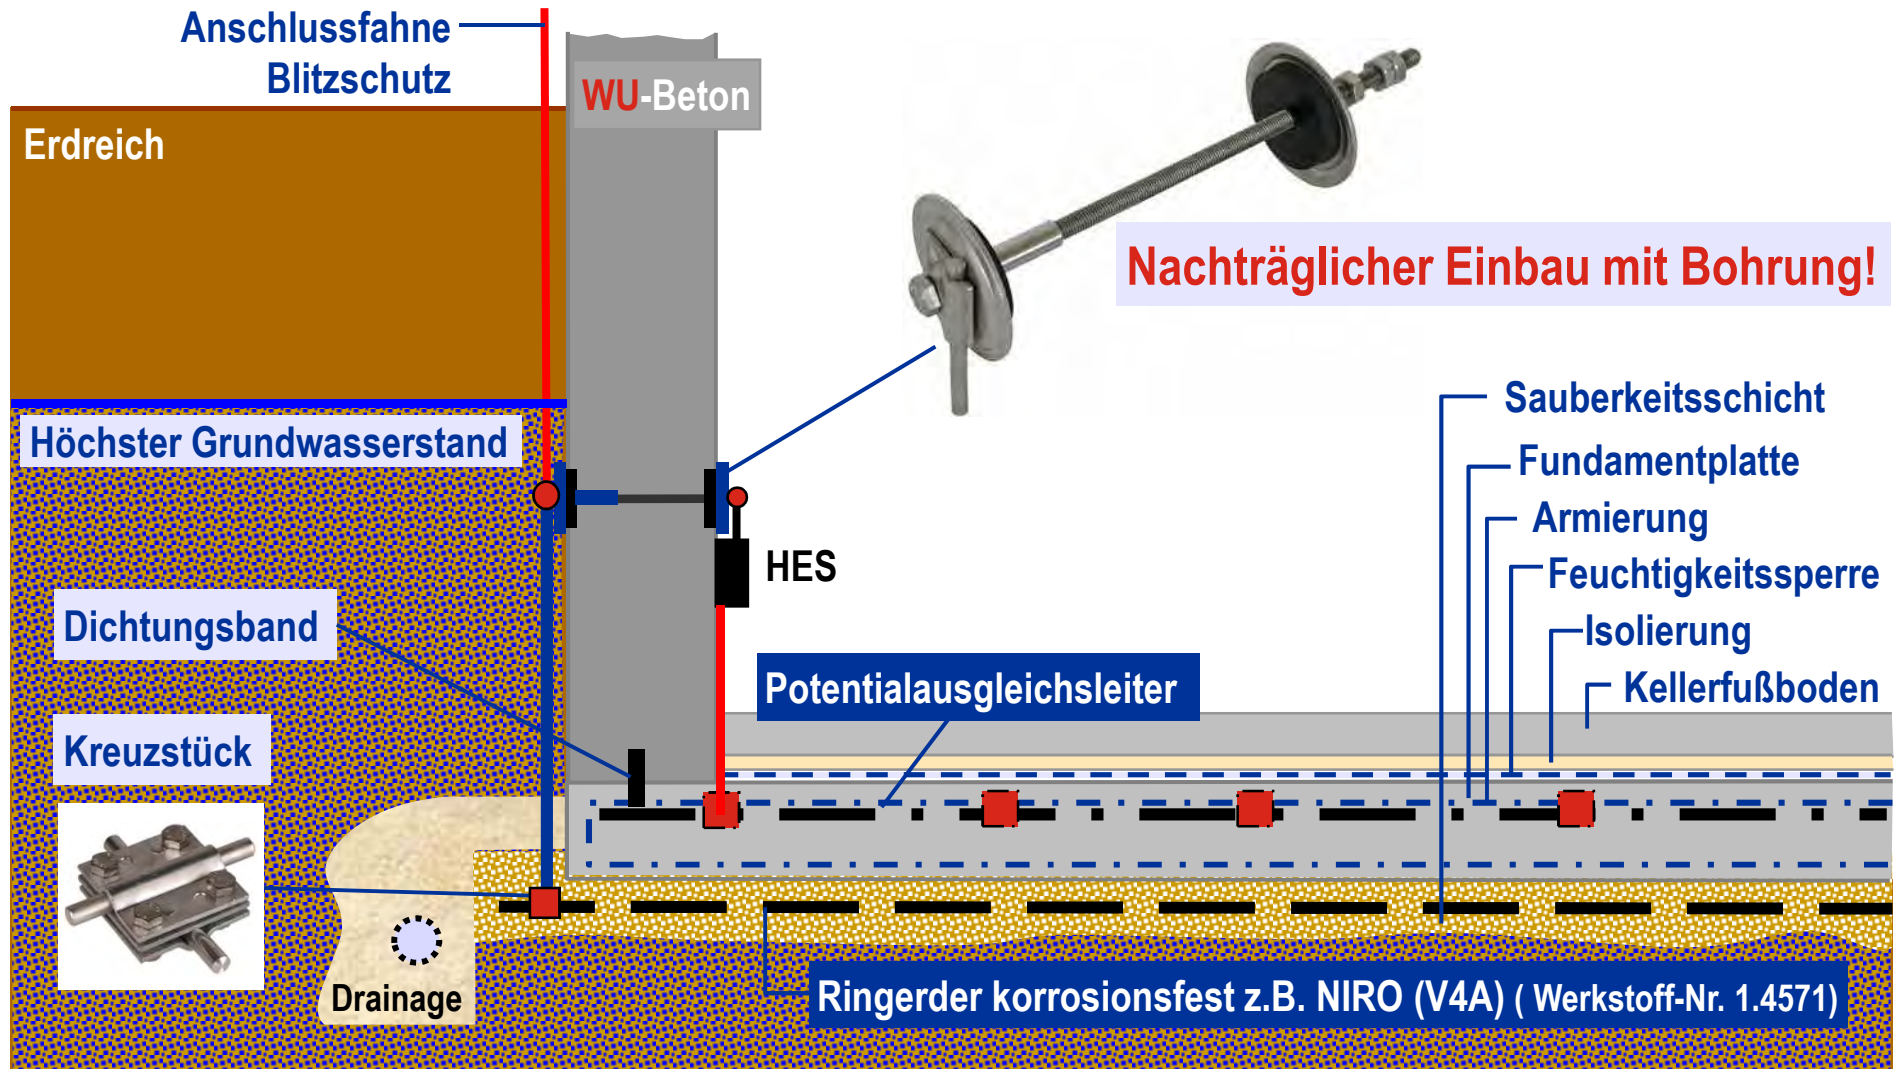 Anschlussfahne
Blitzschutz
WU-Beton
Erdreich
Nachträglicher Einbau mit Bohrung!
Höchster Grundwasserstand
Sauberkeitsschicht
Fundamentplatte
Armierung
Feuchtigkeitssperre
Isolierung
Kellerfußboden
HES
Dichtungsband
Potentialausgleichsleiter
Kreuzstück
Drainage
Ringerder korrosionsfest z.B. NIRO (V4A) ( Werkstoff-Nr. 1.4571)